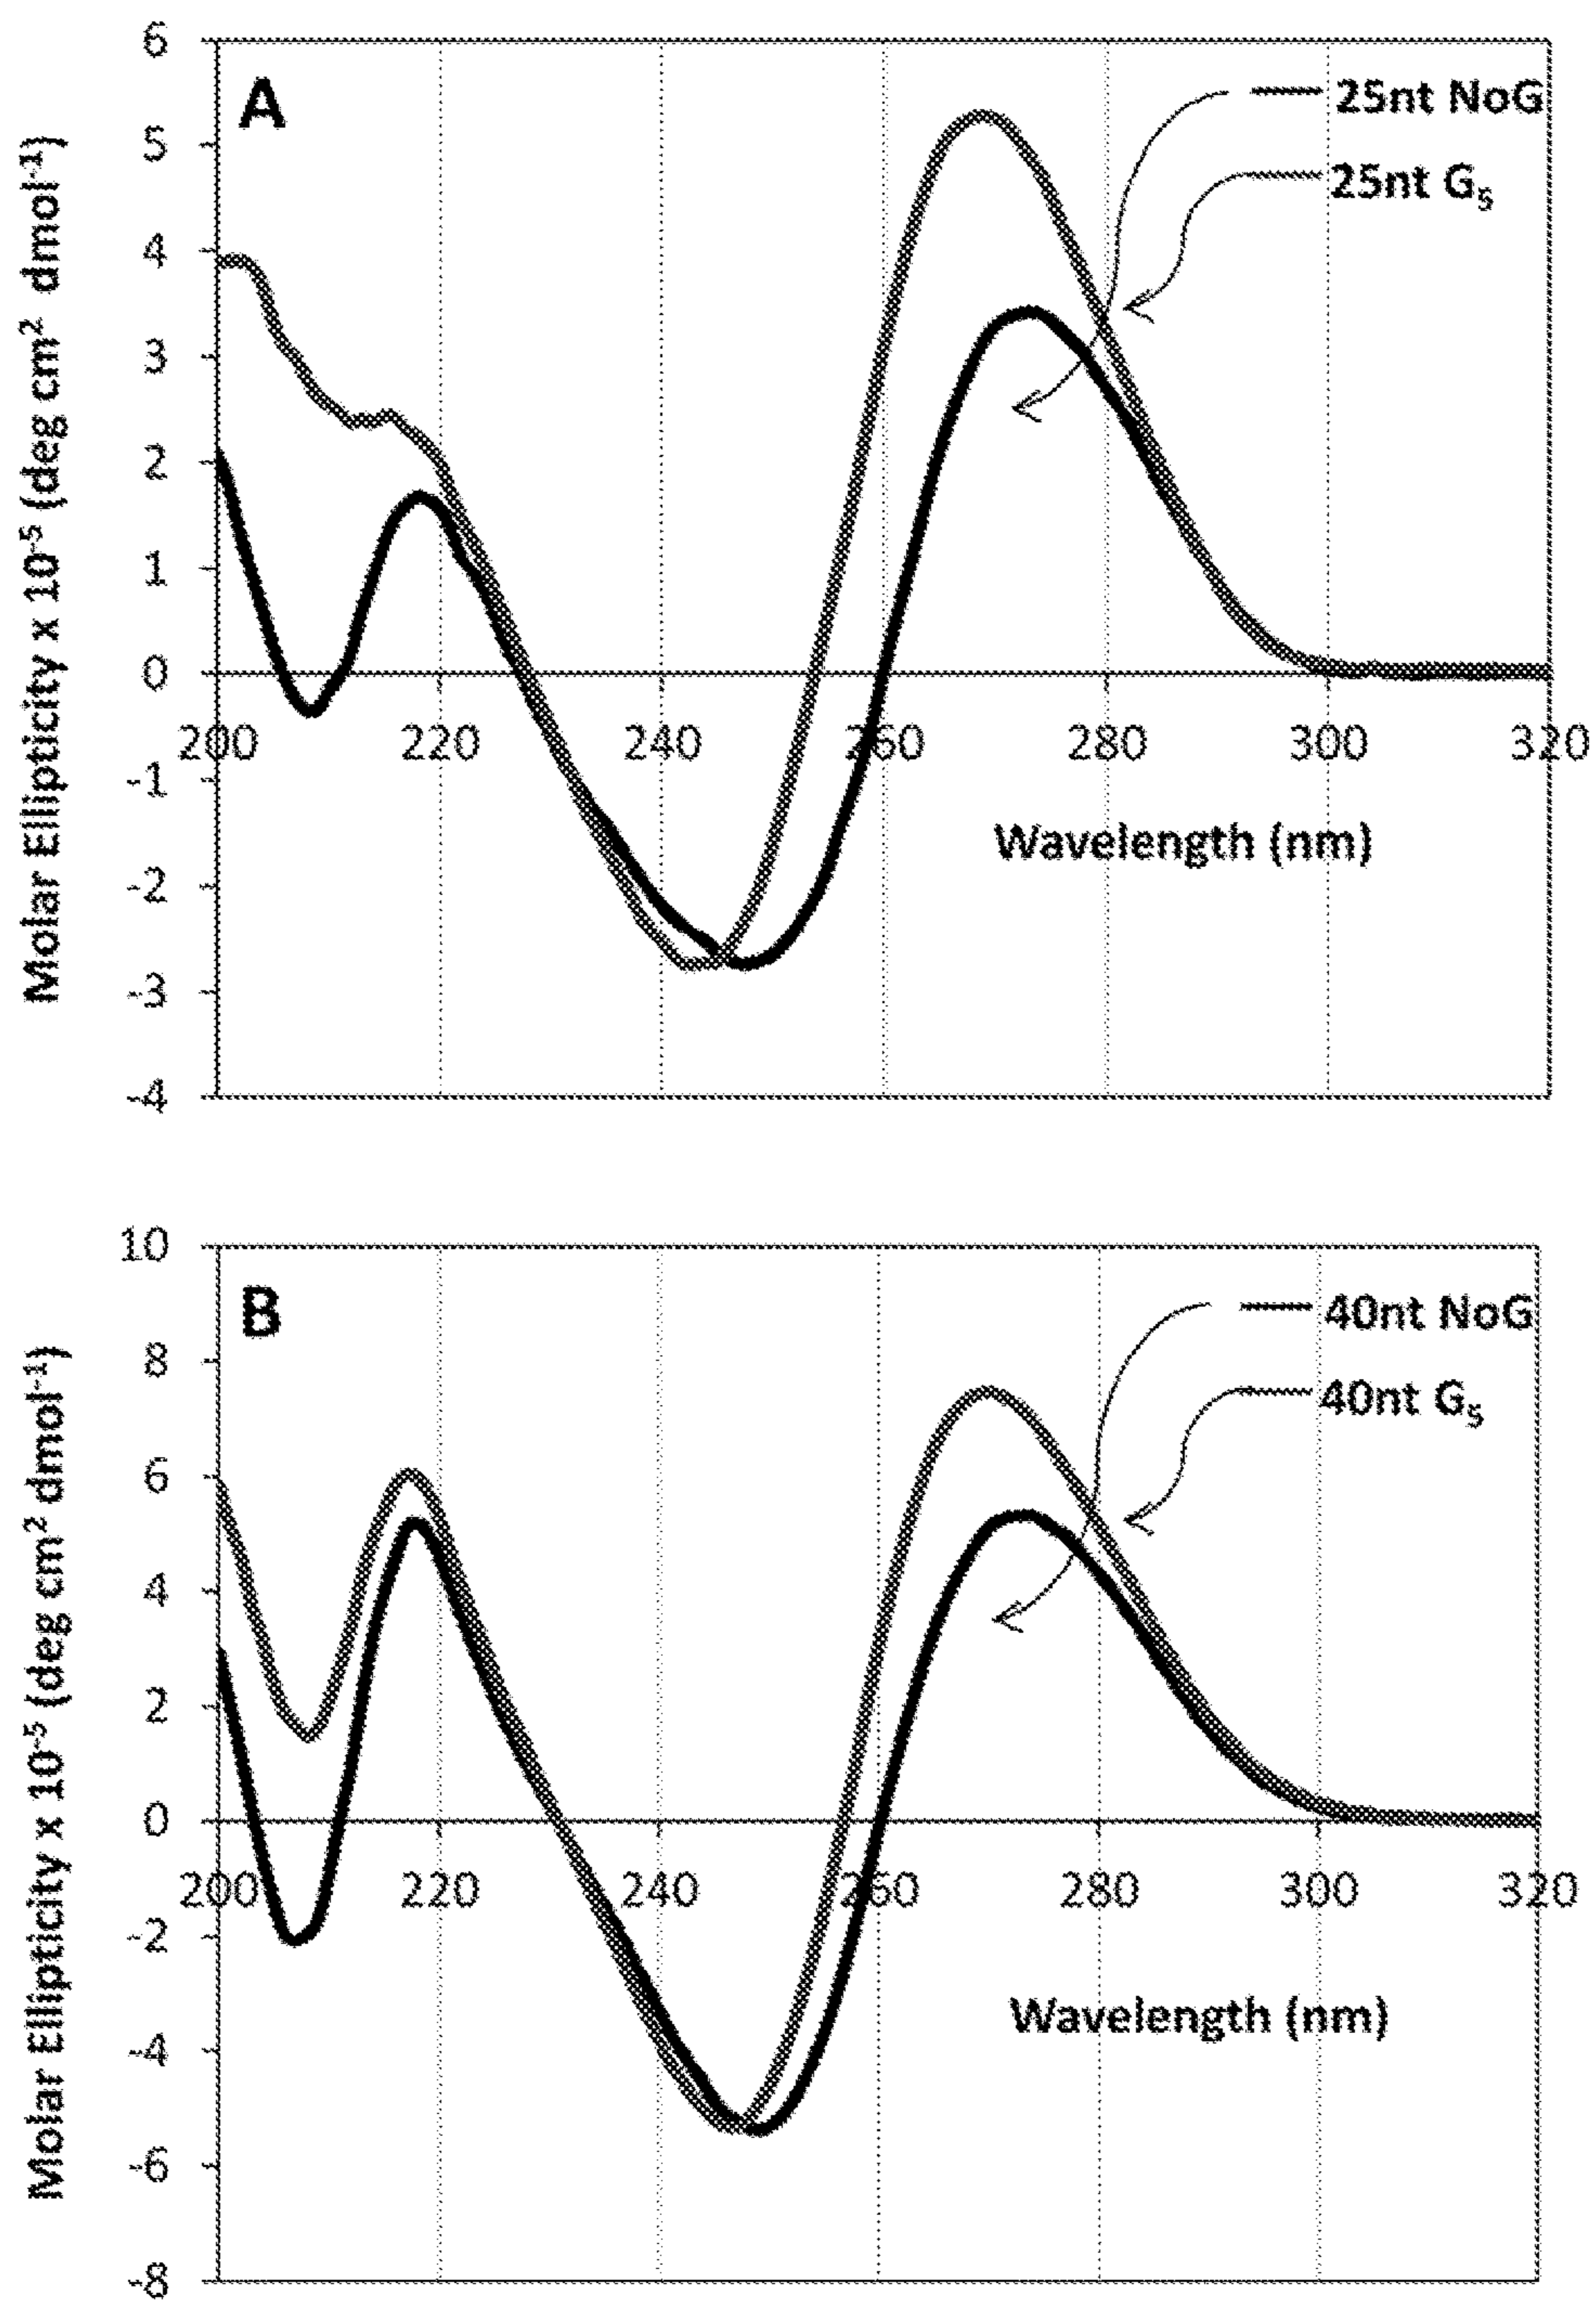 A
25nt NoG
25nt G5
6
5
4
3
2
1
0
-1
-2
-3
-4
200 220 240 260 280 300 320
Wavelength (nm)
Molar Ellipticity x 10⁻⁵ (deg cm² dmol⁻¹)
B
40nt NoG
40nt G5
10
8
6
4
2
0
-2
-4
-6
-8
200 220 240 260 280 300 320
Wavelength (nm)
Molar Ellipticity x 10⁻⁵ (deg cm² dmol⁻¹)